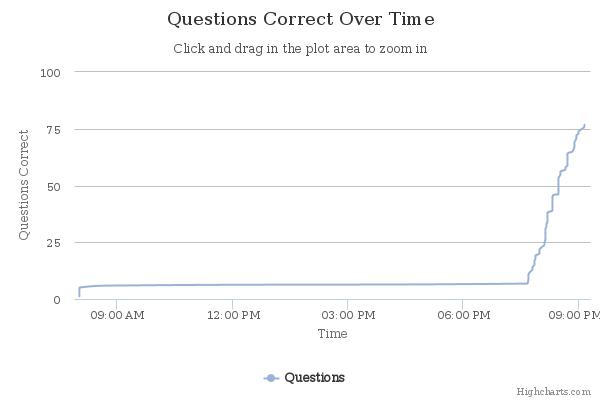 Questions Correct Over Time
Click and drag in the plot area to zoom in
Questions Correct
100
75
50
25
0
09:00 AM 12:00 PM 03:00 PM 06:00 PM 09:00 PM
Time
Questions
Highcharts.com